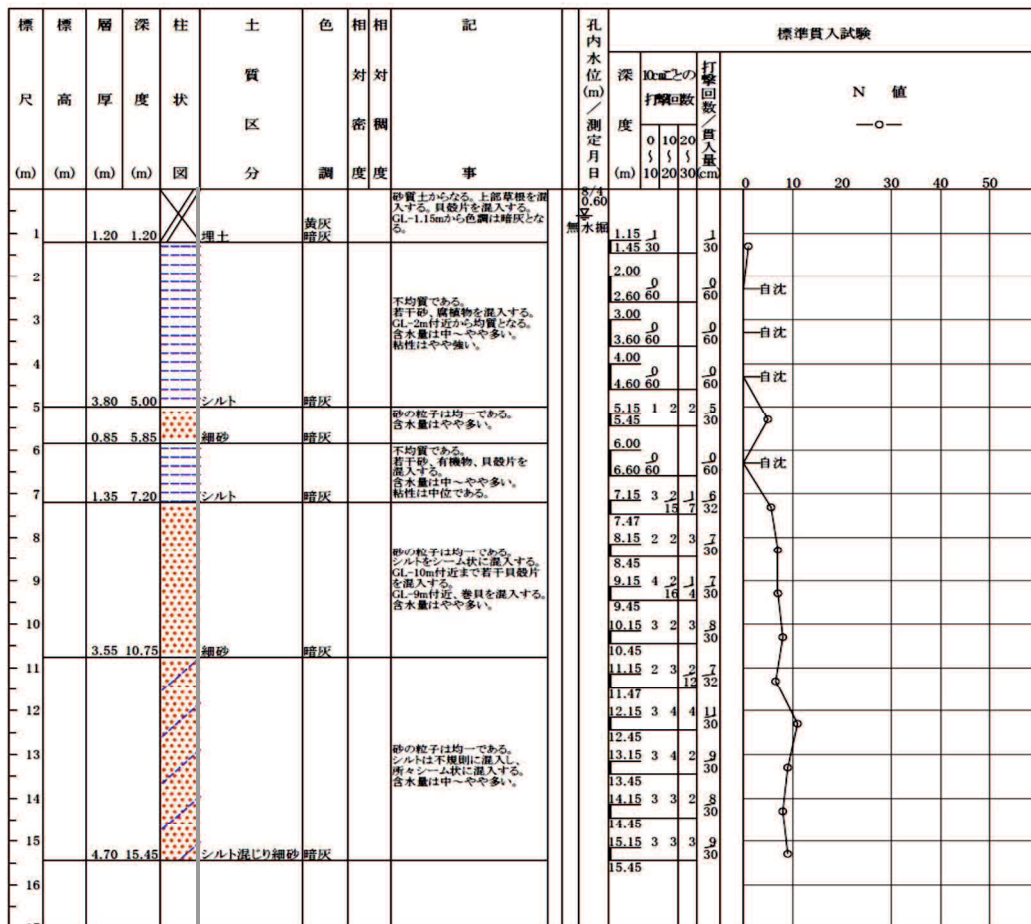 標尺(m)
標高(m)
層厚(m)
深度(m)
柱状図
土質区分
色調
相対密度
相対稠度
記事
孔内水位(m)/測定月日
標準貫入試験
深度(m)
10cmごとの打撃回数
0~10
10~20
20~30
打撃回数/貫入量(cm)
N 値
0 10 20 30 40 50
8/4
0.60
無水掘
1
2
3
4
5
6
7
8
9
10
11
12
13
14
15
16
1.20 1.20 埋土 黄灰 暗灰
砂質土からなる。上部草根を混
入する。貝殻片を混入する。
GL-1.15mから色調は暗灰とな
る。
3.80 5.00 シルト 暗灰
不均質である。
若干砂、腐植物を混入する。
GL-2m付近から均質となる。
含水量は中~やや多い。
粘性はやや強い。
0.85 5.85 細砂 暗灰
砂の粒子は均一である。
含水量はやや多い。
1.35 7.20 シルト 暗灰
不均質である。
若干砂、有機物、貝殻片を
混入する。
含水量は中~やや多い。
粘性は中位である。
3.55 10.75 細砂 暗灰
砂の粒子は均一である。
シルトをシーム状に混入する。
GL-10m付近まで若干貝殻片
を混入する。
GL-9m付近、巻貝を混入する。
含水量はやや多い。
4.70 15.45 シルト混じり細砂 暗灰
砂の粒子は均一である。
シルトは不規則に混入し、
所々シーム状に混入する。
含水量は中~やや多い。
1.15 1 1
1.45 30 30
2.00 0 0
2.60 60 60 自沈
3.00 0 0
3.60 60 60 自沈
4.00 0 0
4.60 60 60 自沈
5.15 1 2 2 5
5.45 30
6.00 0 0
6.60 60 60 自沈
7.15 3 2 1 6
15 7 32
7.47
8.15 2 2 3 7
30
8.45
9.15 4 2 1 7
16 4 30
9.45
10.15 3 2 3 8
30
10.45
11.15 2 3 2 7
12 32
11.47
12.15 3 4 4 11
30
12.45
13.15 3 4 2 9
30
13.45
14.15 3 3 2 8
30
14.45
15.15 3 3 3 9
30
15.45